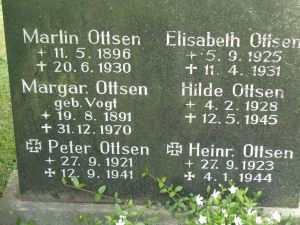 Martin Ottsen
+ 11. 5. 1896
+ 20. 6. 1930
Margar. Ottsen
geb. Vogt
+ 19. 8. 1891
+ 31. 12. 1970
✠ Peter Ottsen
+ 27. 9. 1921
✠ 12. 9. 1941
Elisabeth Ottsen
+ 5. 9. 1925
+ 11. 4. 1931
Hilde Ottsen
+ 4. 2. 1928
+ 12. 5. 1945
✠ Heinr. Ottsen
+ 27. 9. 1923
✠ 4. 1. 1944